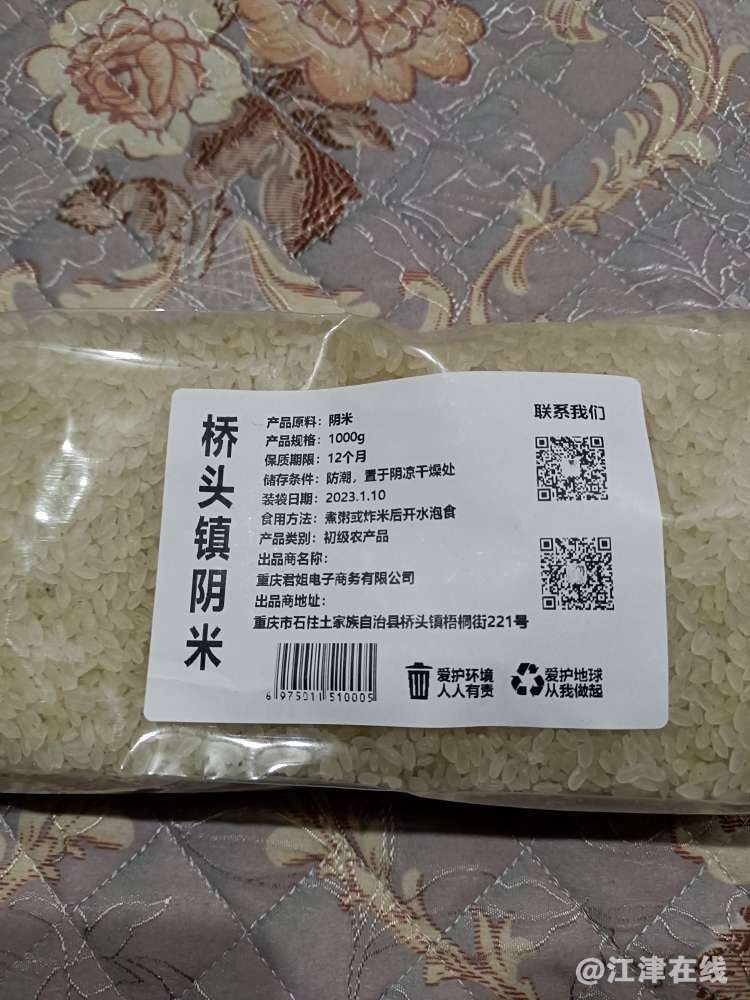 桥头镇阴米
产品原料：阴米
产品规格：1000g
保质期限：12个月
储存条件：防潮，置于阴凉干燥处
装袋日期：2023.1.10
食用方法：煮粥或炸米后开水泡食
产品类别：初级农产品
出品商名称：
重庆君姐电子商务有限公司
出品商地址：
重庆市石柱土家族自治县桥头镇梧桐街221号
联系我们
6 975011 510005
爱护环境
人人有责
爱护地球
从我做起
@江津在线